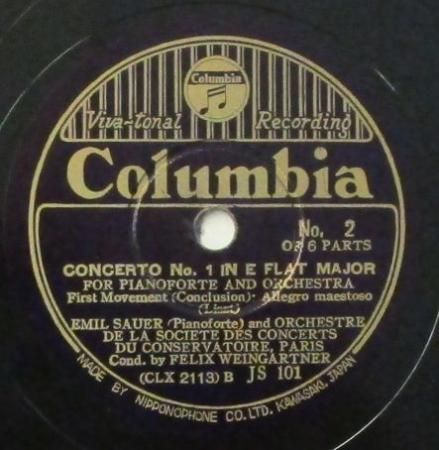 Columbia
Viva-tonal Recording
Columbia
No. 2
OF 6 PARTS
CONCERTO No. 1 IN E FLAT MAJOR
FOR PIANOFORTE AND ORCHESTRA
First Movement (Conclusion): Allegro maestoso
(Liszt)
EMIL SAUER (Pianoforte) and ORCHESTRE
DE LA SOCIETE DES CONCERTS
DU CONSERVATOIRE, PARIS
Cond. by FELIX WEINGARTNER
(CLX 2113) B JS 101
MADE BY NIPPONOPHONE CO. LTD. KAWASAKI, JAPAN